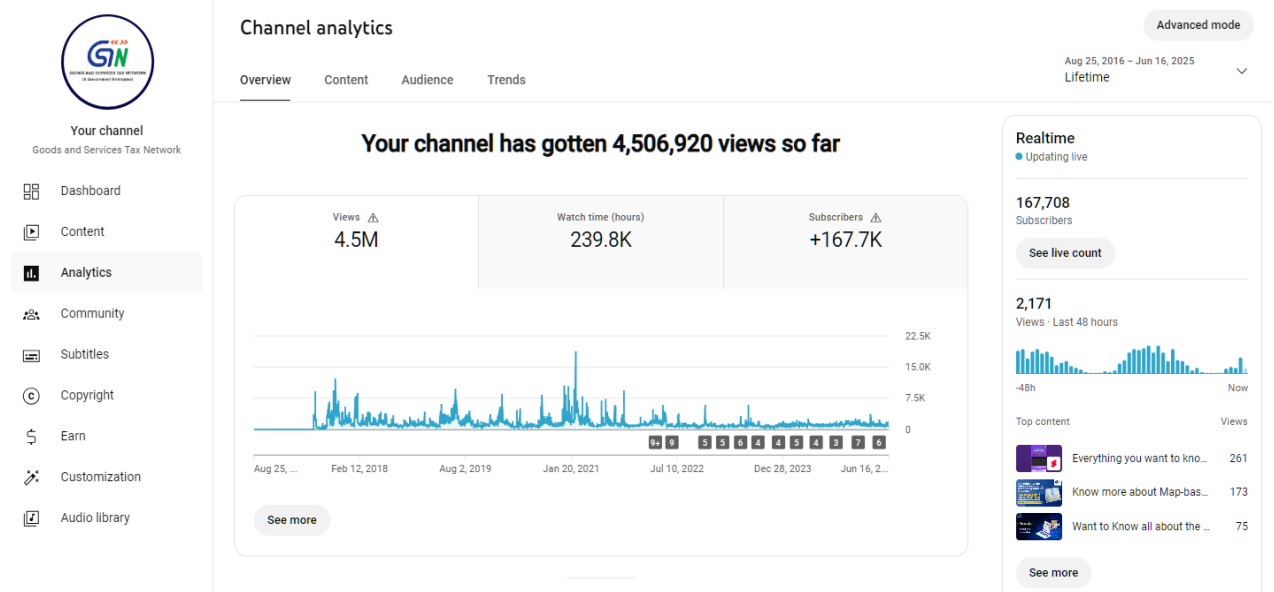 GOODS AND SERVICES TAX NETWORK
(A Government Enterprise)
Your channel
Goods and Services Tax Network
Dashboard
Content
Analytics
Community
Subtitles
Copyright
Earn
Customization
Audio library
Channel analytics
Advanced mode
Overview
Content
Audience
Trends
Aug 25, 2016 – Jun 16, 2025
Lifetime
Your channel has gotten 4,506,920 views so far
Views
4.5M
Watch time (hours)
239.8K
Subscribers
+167.7K
22.5K
15.0K
7.5K
0
9+ 9 5 5 6 4 4 5 4 3 7 6
Aug 25, ... Feb 12, 2018 Aug 2, 2019 Jan 20, 2021 Jul 10, 2022 Dec 28, 2023 Jun 16, 2...
See more
Realtime
Updating live
167,708
Subscribers
See live count
2,171
Views · Last 48 hours
-48h Now
Top content Views
Everything you want to kno... 261
Know more about Map-bas... 173
Want to Know all about the ... 75
See more